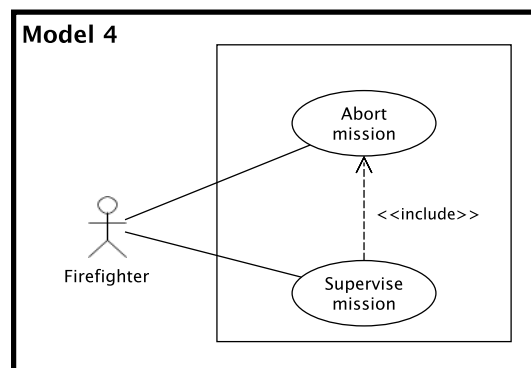 Model 4
Abort
mission
<<include>>
Firefighter
Supervise
mission